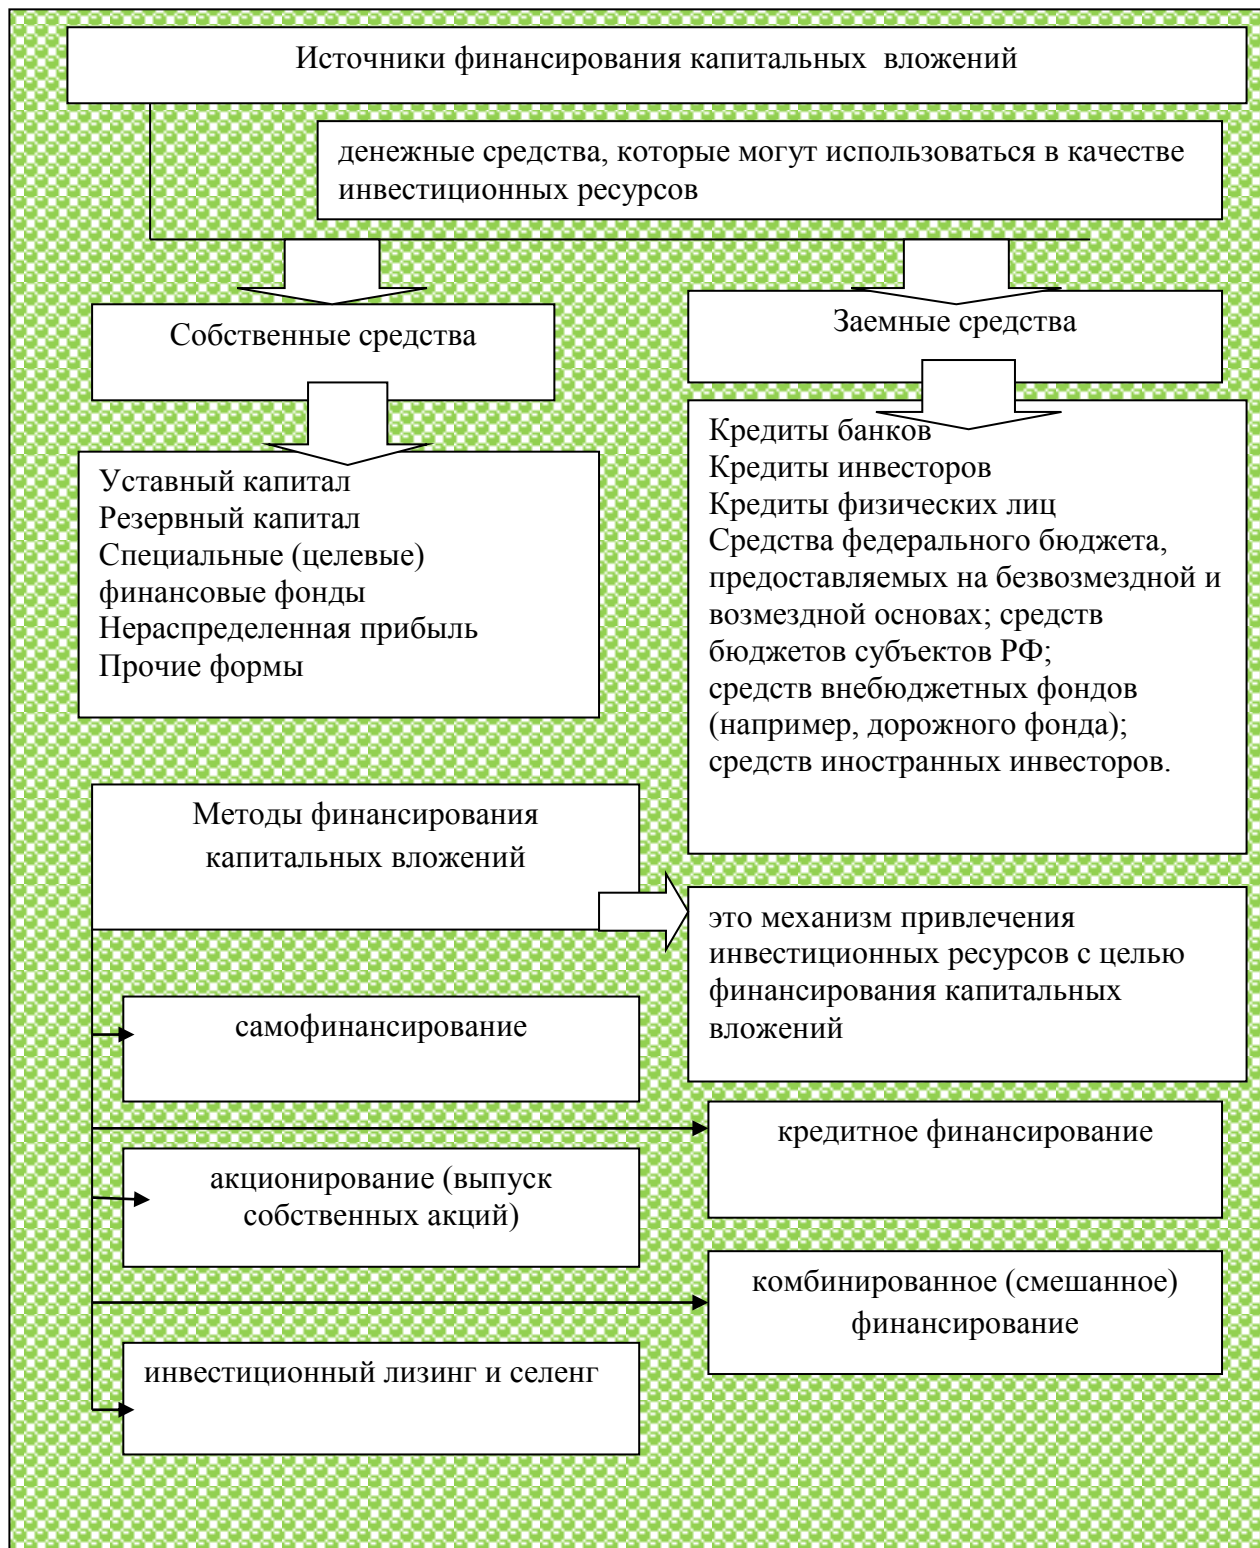 Источники финансирования капитальных вложений
денежные средства, которые могут использоваться в качестве
инвестиционных ресурсов
Собственные средства
Заемные средства
Уставный капитал
Резервный капитал
Специальные (целевые)
финансовые фонды
Нераспределенная прибыль
Прочие формы
Кредиты банков
Кредиты инвесторов
Кредиты физических лиц
Средства федерального бюджета,
предоставляемых на безвозмездной и
возмездной основах; средств
бюджетов субъектов РФ;
средств внебюджетных фондов
(например, дорожного фонда);
средств иностранных инвесторов.
Методы финансирования
капитальных вложений
это механизм привлечения
инвестиционных ресурсов с целью
финансирования капитальных
вложений
самофинансирование
кредитное финансирование
акционирование (выпуск
собственных акций)
комбинированное (смешанное)
финансирование
инвестиционный лизинг и селенг